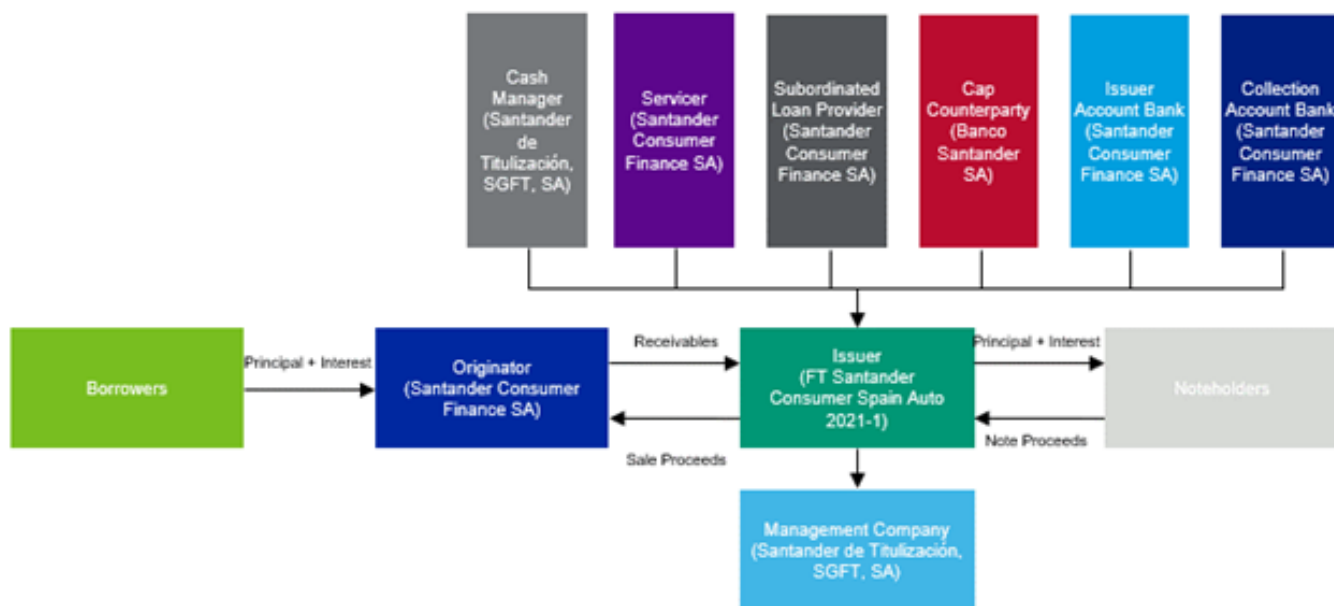 Cash
Manager
(Santander
de
Titulización,
SGFT, SA)
Servicer
(Santander
Consumer
Finance SA)
Subordinated
Loan Provider
(Santander
Consumer
Finance SA)
Cap
Counterparty
(Banco
Santander
SA)
Issuer
Account Bank
(Santander
Consumer
Finance SA)
Collection
Account Bank
(Santander
Consumer
Finance SA)
Borrowers
Principal + Interest
Originator
(Santander Consumer
Finance SA)
Receivables
Sale Proceeds
Issuer
(FT Santander
Consumer Spain Auto
2021-1)
Principal + Interest
Note Proceeds
Noteholders
Management Company
(Santander de Titulización,
SGFT, SA)